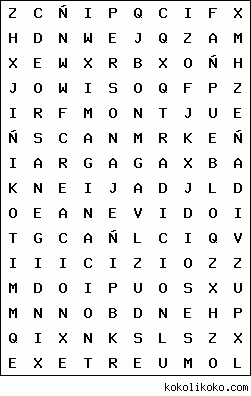 Z C Ñ I P Q C I F X
H D N W E J Q Z A M
X E W X R B X O Ñ H
J O W I S O Q F P Z
I R F M O N T J U E
Ñ S C A N M R K E Ñ
I A R G A G A X B A
K N E I J A D J L D
O E A N E V I D O I
T G C A Ñ L C I Q V
I I I C I Z I O Z Z
M D O I P U O S X U
M N N O B D N E H P
Q I X N K S L S Z X
E X E T R E U M O L
kokolikoko.com